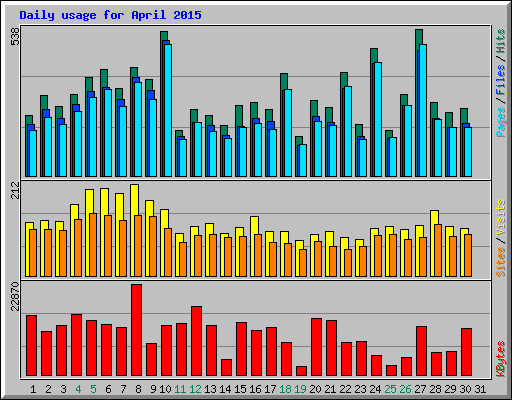 Daily usage for April 2015
538
Pages / Files / Hits
212
Sites / Visits
22870
KBytes
1 2 3 4 5 6 7 8 9 10 11 12 13 14 15 16 17 18 19 20 21 22 23 24 25 26 27 28 29 30 31